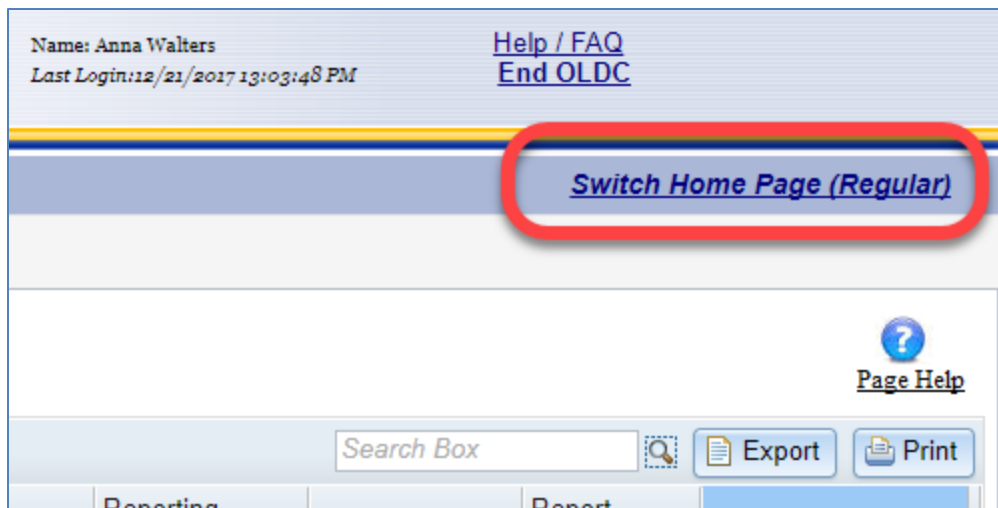 Name: Anna Walters
Help / FAQ
Last Login:12/21/2017 13:03:48 PM
End OLDC
Switch Home Page (Regular)
?
Page Help
Search Box
Export
Print
Reporting
Report